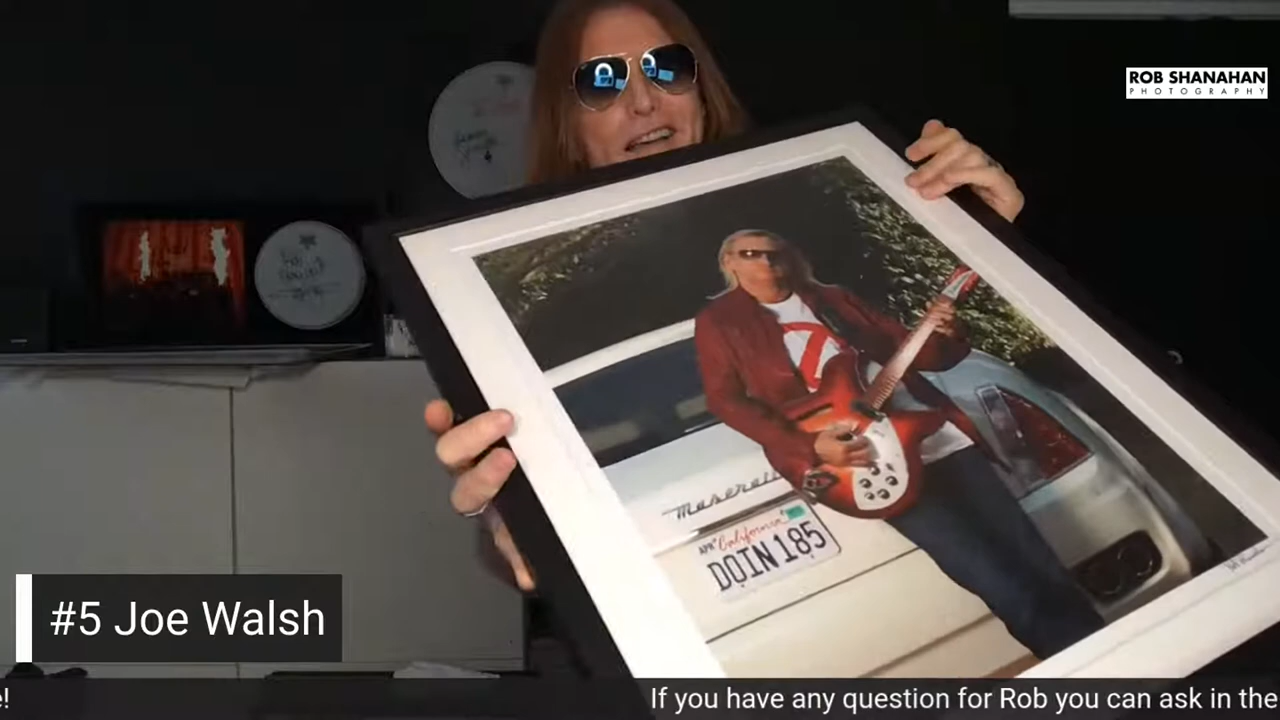 ROB SHANAHAN
PHOTOGRAPHY
Maserati
APR California
DOIN 185
#5 Joe Walsh
e!
If you have any question for Rob you can ask in the